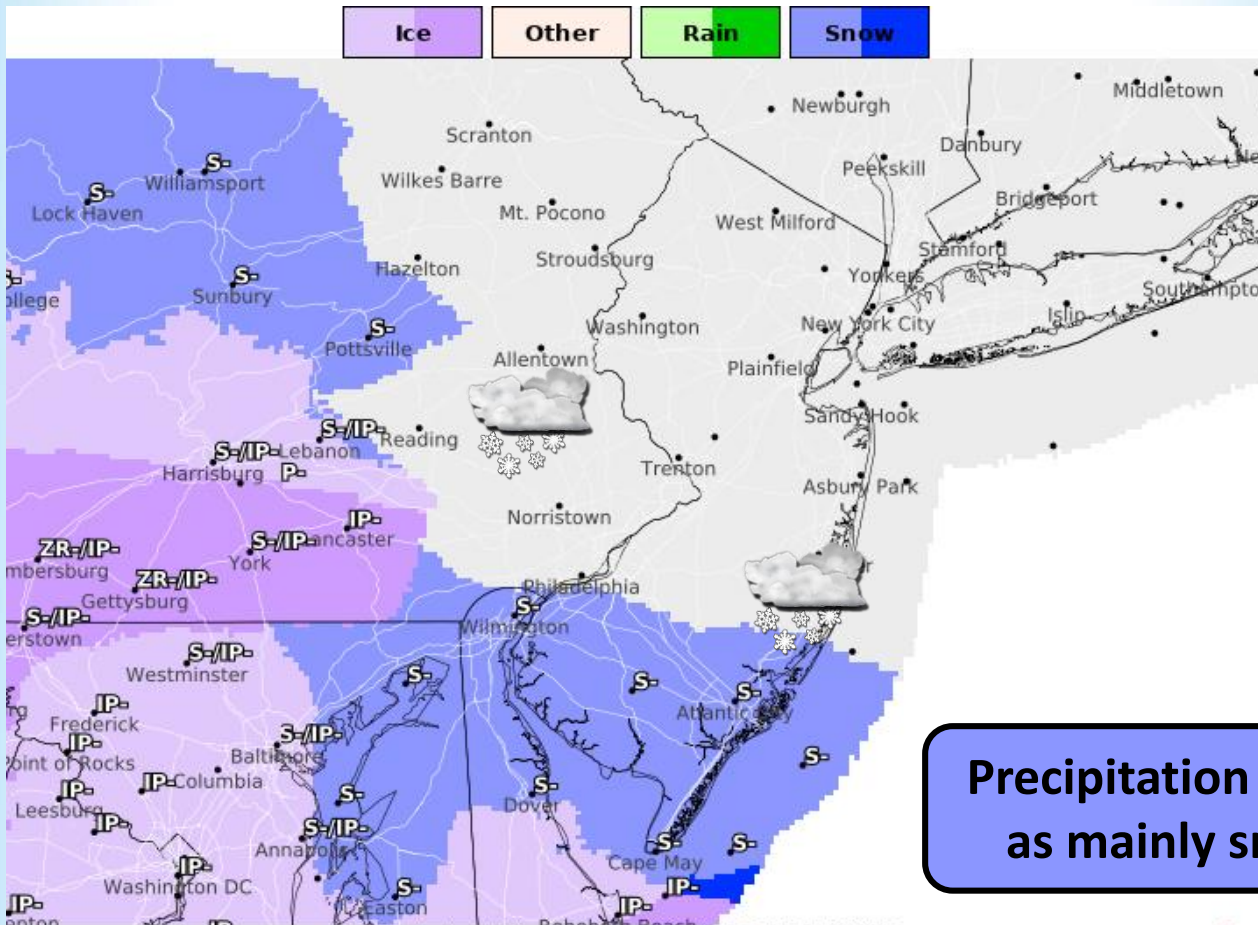 Ice Other Rain Snow
Middletown
Newburgh
Scranton
Danbury
Peekskill
S-
Williamsport
Wilkes Barre
S-
Lock Haven
Bridgeport
Mt. Pocono
West Milford
Stamford
Stroudsburg
Hazelton
Yonkers
S-
Sunbury
Southampto
ollege
Islip
New York City
Washington
S-
Pottsville
Allentown
Plainfield
Sandy Hook
S-/IP-
Lebanon
Reading
S-/IP-
Harrisburg
P-
Trenton
Asbury Park
Norristown
IP-
ancaster
ZR-/IP-
mbersburg
S-/IP-
York
ZR-/IP-
Gettysburg
Philadelphia
S-
Wilmington
S-/IP-
erstown
S-/IP-
Westminster
S-
S-
S-
Atlantic
IP-
Frederick
S-/IP-
Baltimore
IP-
Point of Rocks
S-
IP-
Columbia
IP-
Leesburg
S-
Dover
S-
IP-
S-/IP-
Annapolis
S-
Cape May
S-
IP-
Washington DC
IP-
S-
Easton
IP-
IP-
Precipitation
as mainly sn